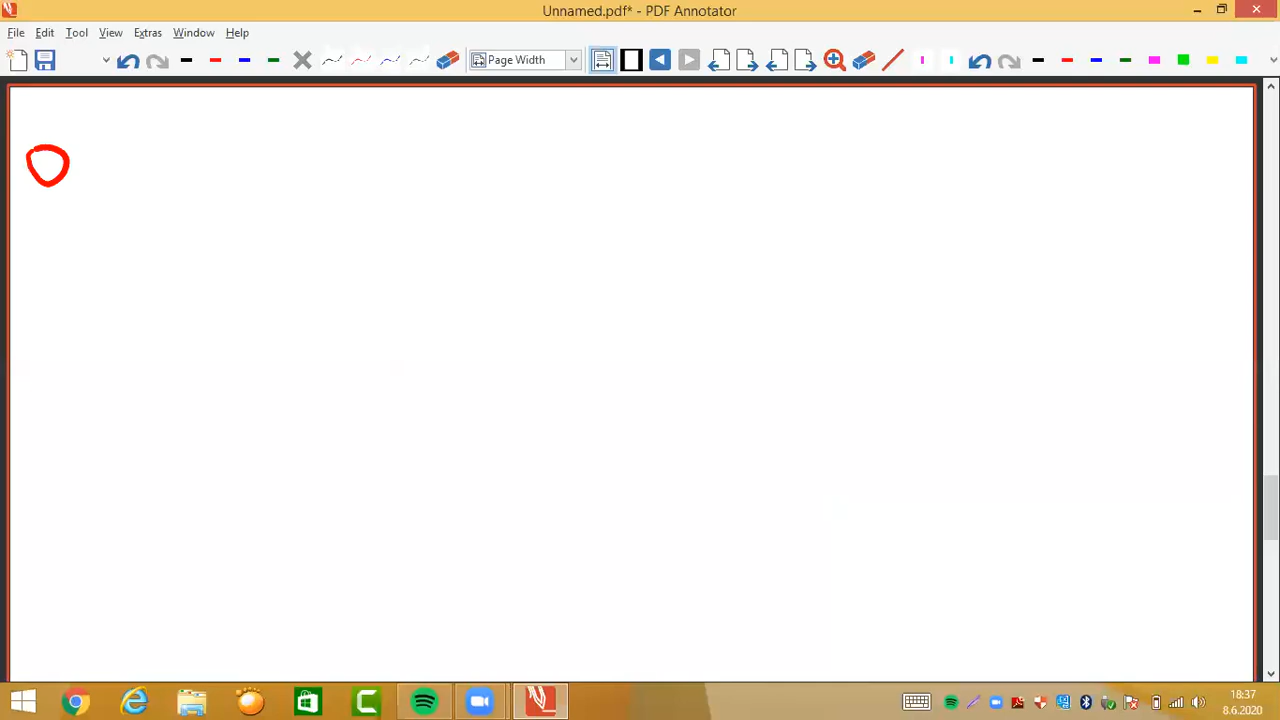 Unnamed.pdf* - PDF Annotator
File Edit Tool View Extras Window Help
Page Width
18:37
8.6.2020